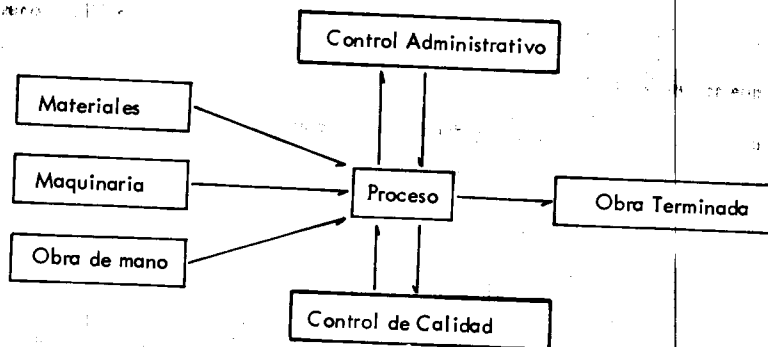 Control Administrativo
Materiales
Maquinaria
Proceso
Obra Terminada
Obra de mano
Control de Calidad